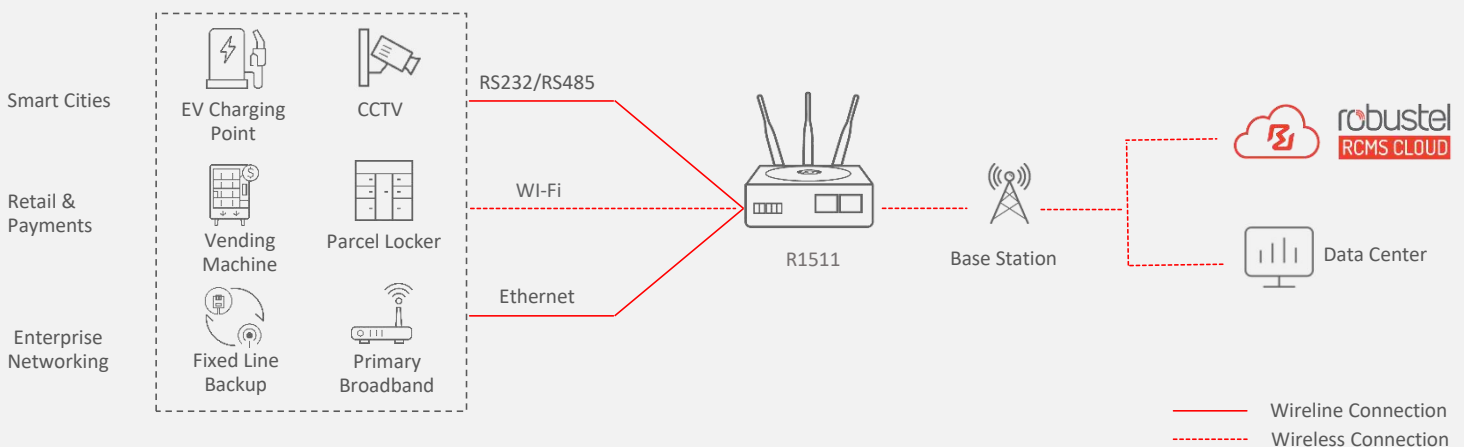 Smart Cities
EV Charging
Point
CCTV
Retail &
Payments
Vending
Machine
Parcel Locker
Enterprise
Networking
Fixed Line
Backup
Primary
Broadband
RS232/RS485
WI-Fi
Ethernet
R1511
Base Station
robustel
RCMS CLOUD
Data Center
Wireline Connection
Wireless Connection